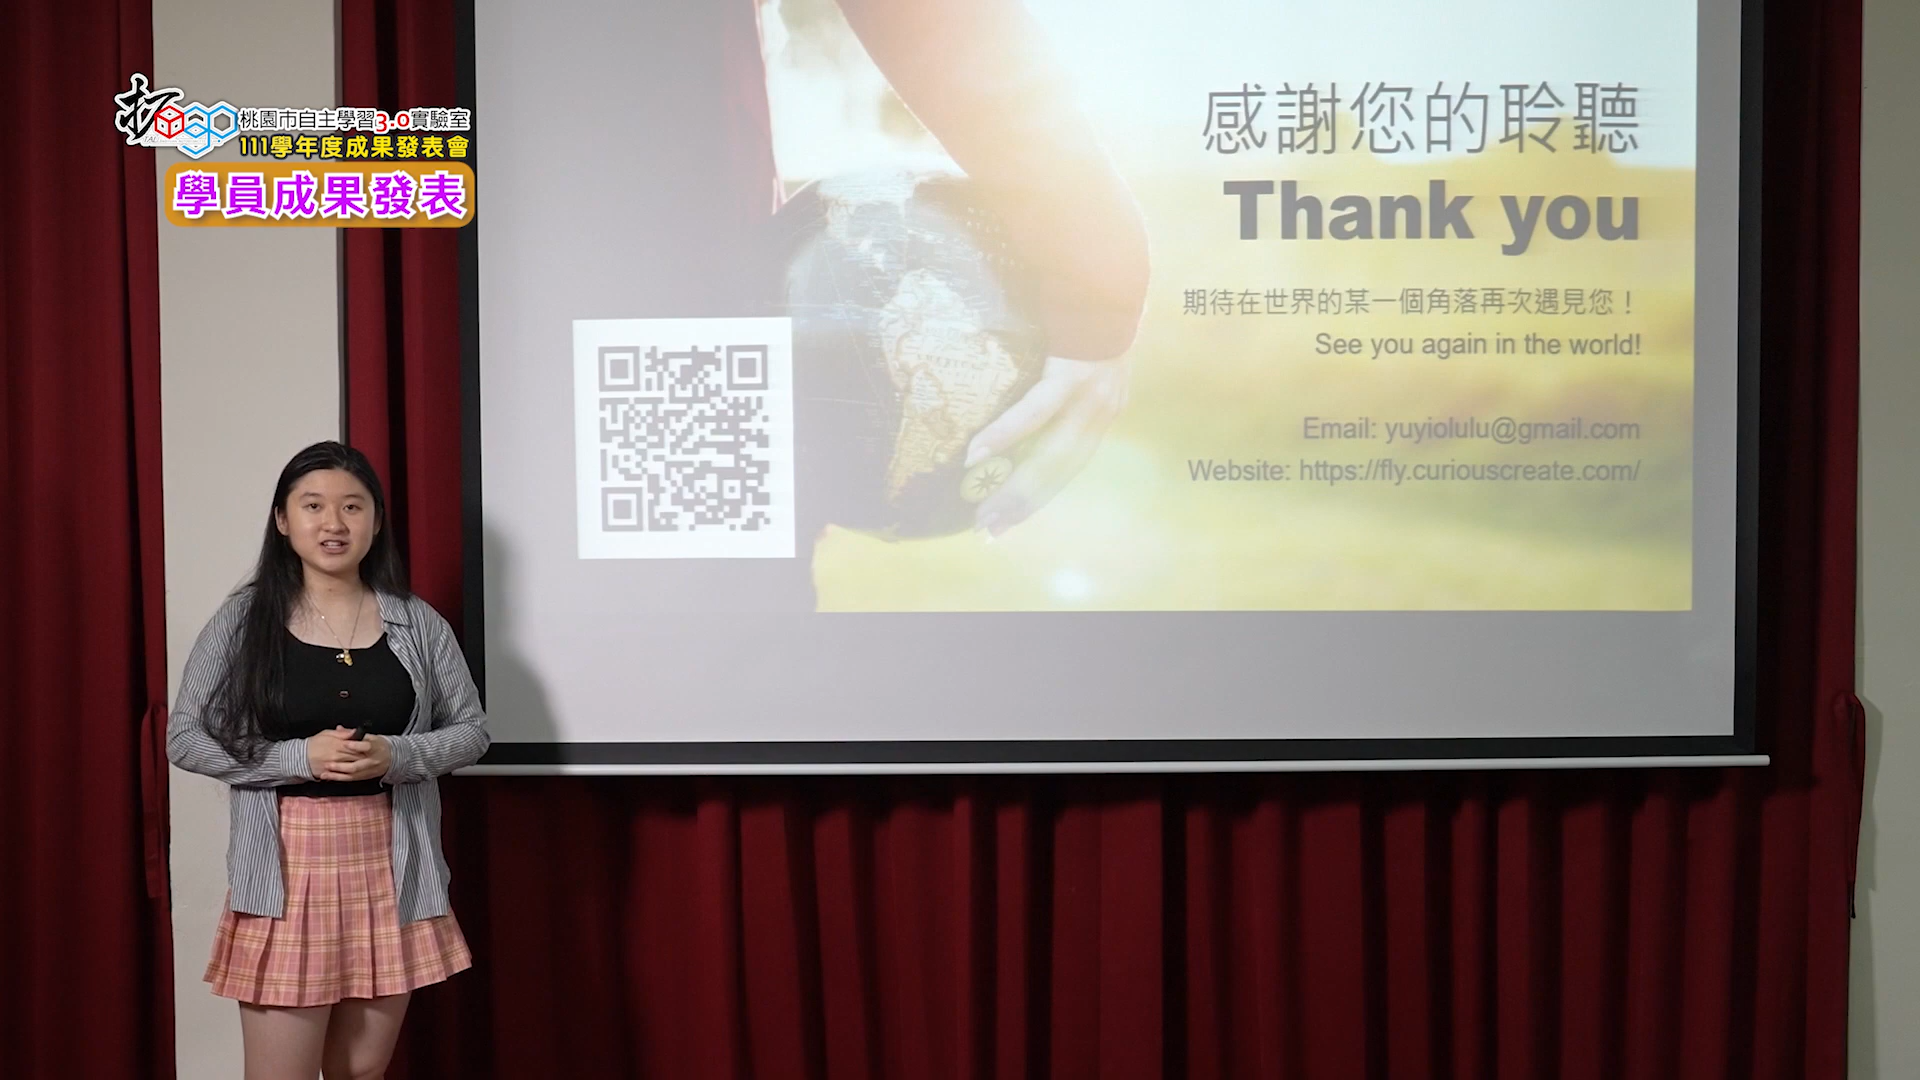 拓
桃園市自主學習3.0實驗室
111學年度成果發表會
學員成果發表
感謝您的聆聽
Thank you
期待在世界的某一個角落再次遇見您！
See you again in the world!
Email: yuyiolulu@gmail.com
Website: https://fly.curiouscreate.com/